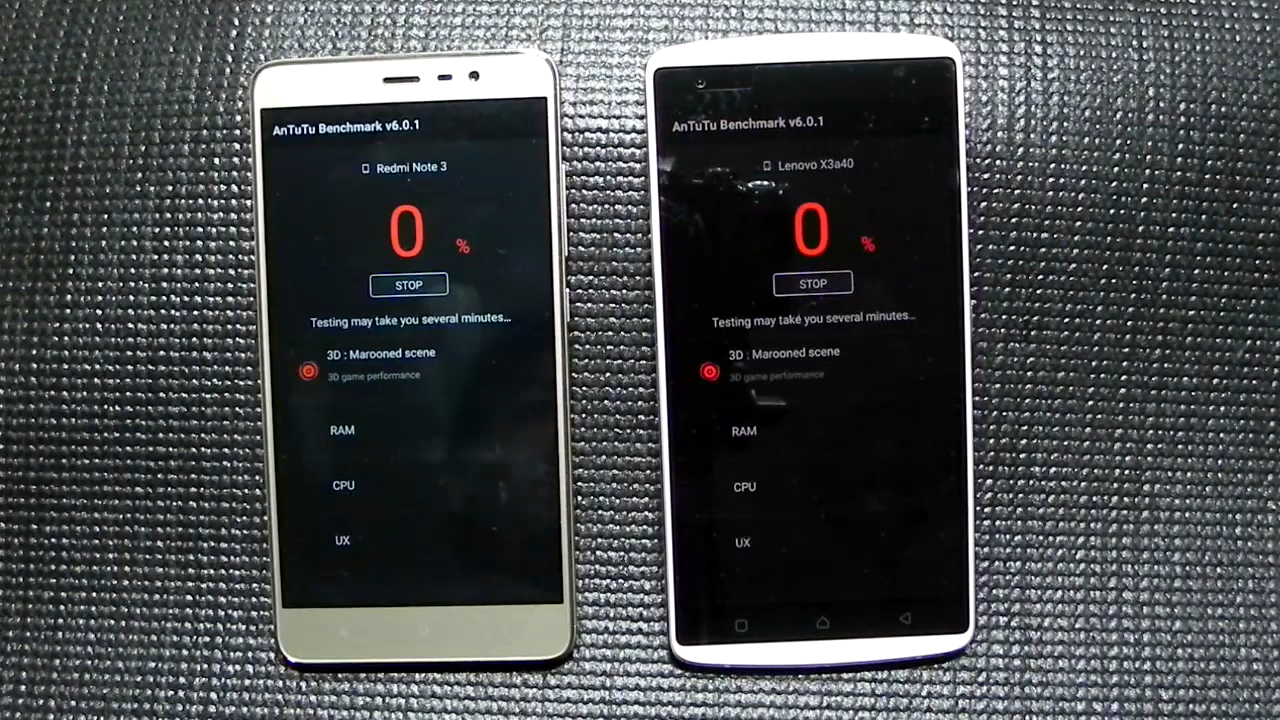 AnTuTu Benchmark v6.0.1
Redmi Note 3
0 %
STOP
Testing may take you several minutes...
3D : Marooned scene
3D game performance
RAM
CPU
UX
AnTuTu Benchmark v6.0.1
Lenovo X3a40
0 %
STOP
Testing may take you several minutes...
3D : Marooned scene
3D game performance
RAM
CPU
UX